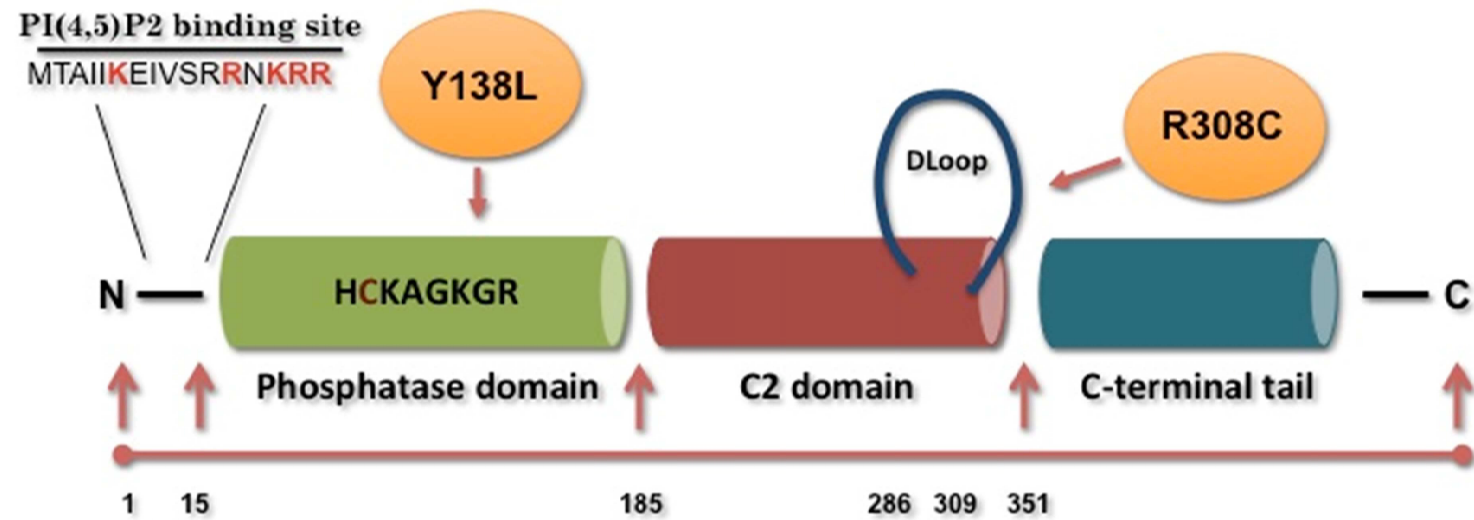 PI(4,5)P2 binding site
MTAIIKEIVSRRNKRR
Y138L
R308C
DLoop
N
HCKAGKGR
C
Phosphatase domain
C2 domain
C-terminal tail
1 15 185 286 309 351